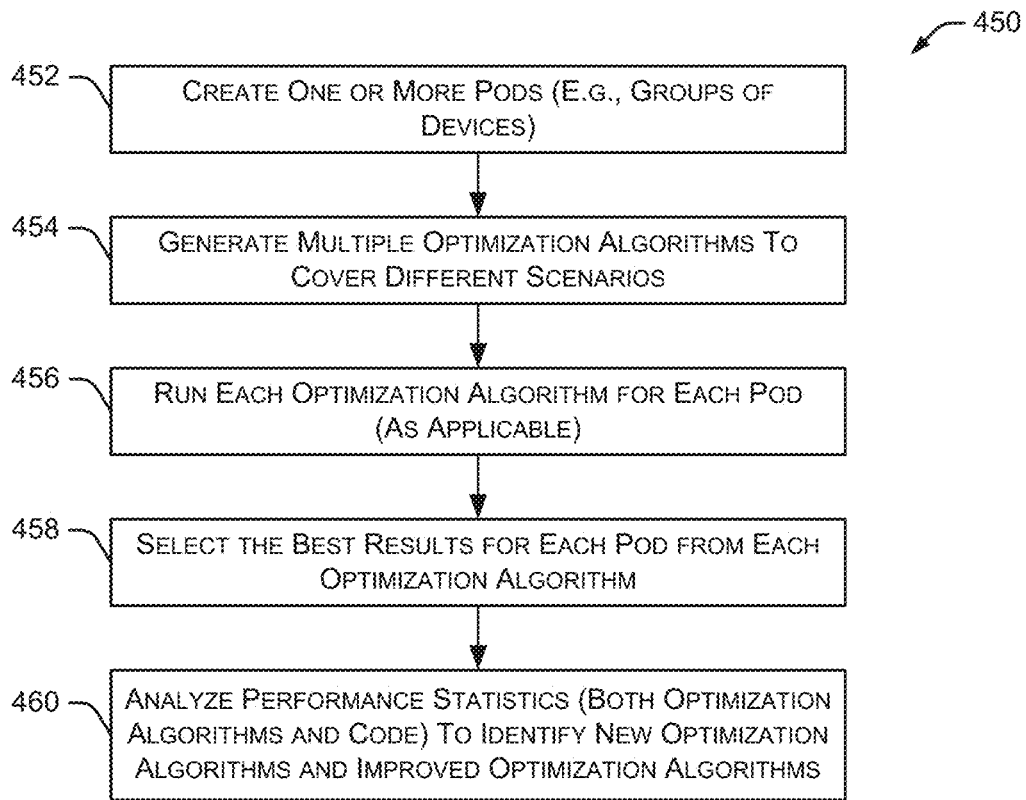 450
452
CREATE ONE OR MORE PODS (E.G., GROUPS OF
DEVICES)
454
GENERATE MULTIPLE OPTIMIZATION ALGORITHMS TO
COVER DIFFERENT SCENARIOS
456
RUN EACH OPTIMIZATION ALGORITHM FOR EACH POD
(AS APPLICABLE)
458
SELECT THE BEST RESULTS FOR EACH POD FROM EACH
OPTIMIZATION ALGORITHM
460
ANALYZE PERFORMANCE STATISTICS (BOTH OPTIMIZATION
ALGORITHMS AND CODE) TO IDENTIFY NEW OPTIMIZATION
ALGORITHMS AND IMPROVED OPTIMIZATION ALGORITHMS